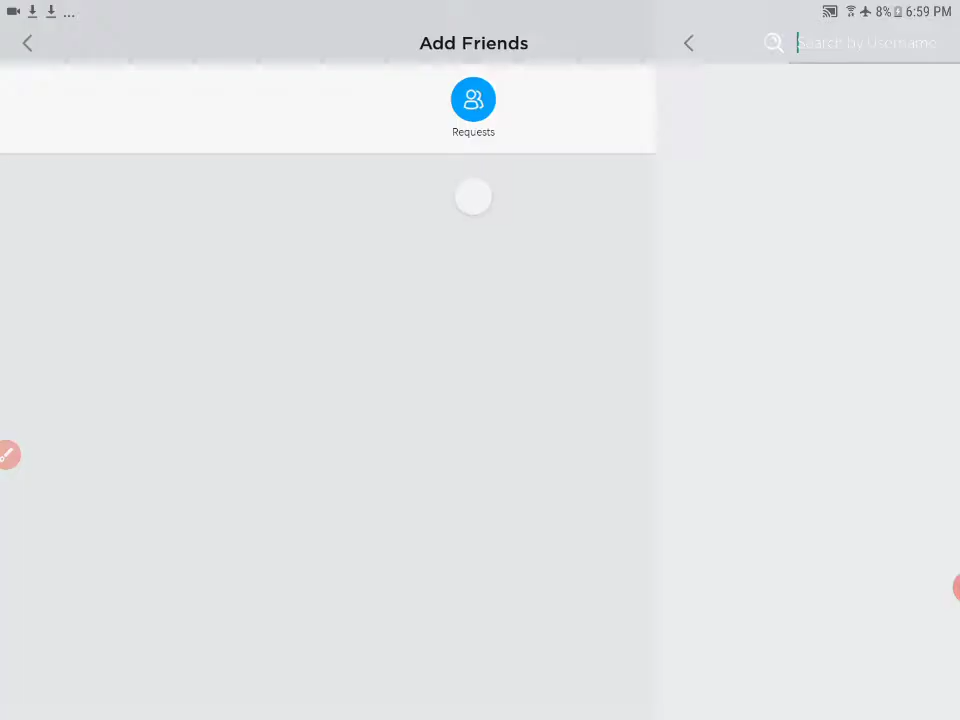 ... 8% 6:59 PM
Add Friends
Search by Username
Requests